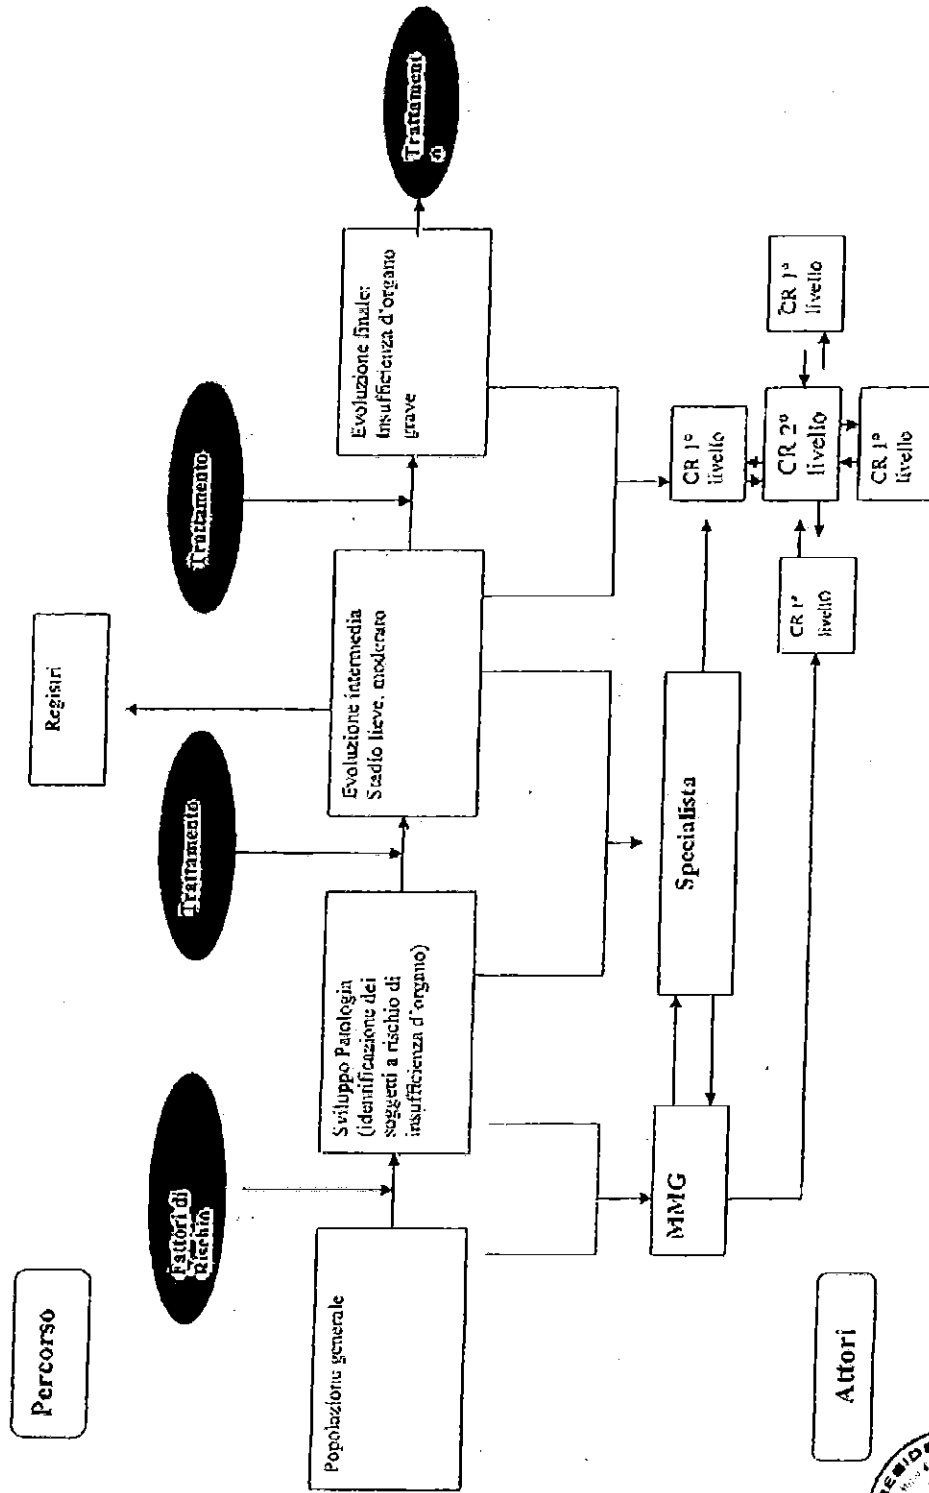 Percorso
Fattori di
Rischio
Trattamento
Registri
Trattamento
Popolazione generale
Sviluppo Patologia
(identificazione dei
soggetti a rischio di
insufficienza d'organo)
Evoluzione intermedia
Stadio lieve, moderato
Evoluzione finale:
Insufficienza d'organo
grave
Trattament
o
Attori
MMG
Specialista
CR 1°
livello
CR 1°
livello
CR 2°
livello
CR 1°
livello
CR 1°
livello